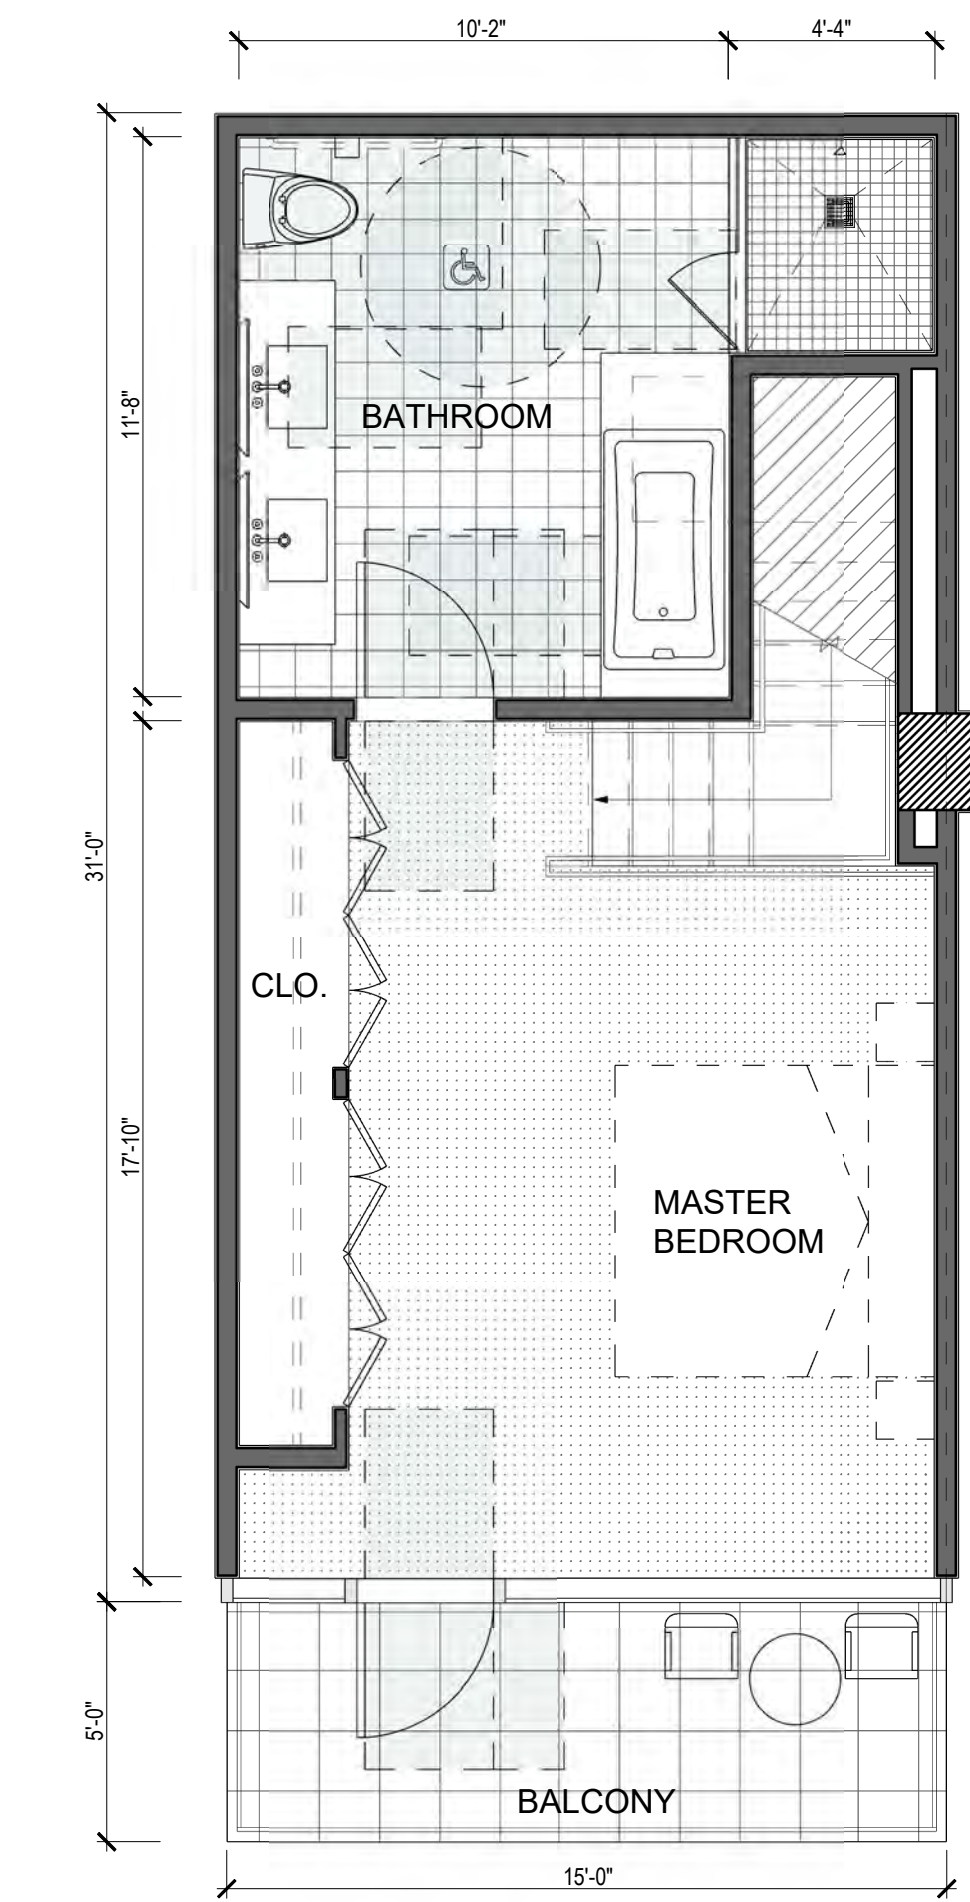 10'-2"
4'-4"
11'-8"
BATHROOM
31'-0"
CLO.
17'-10"
MASTER
BEDROOM
5'-0"
BALCONY
15'-0"